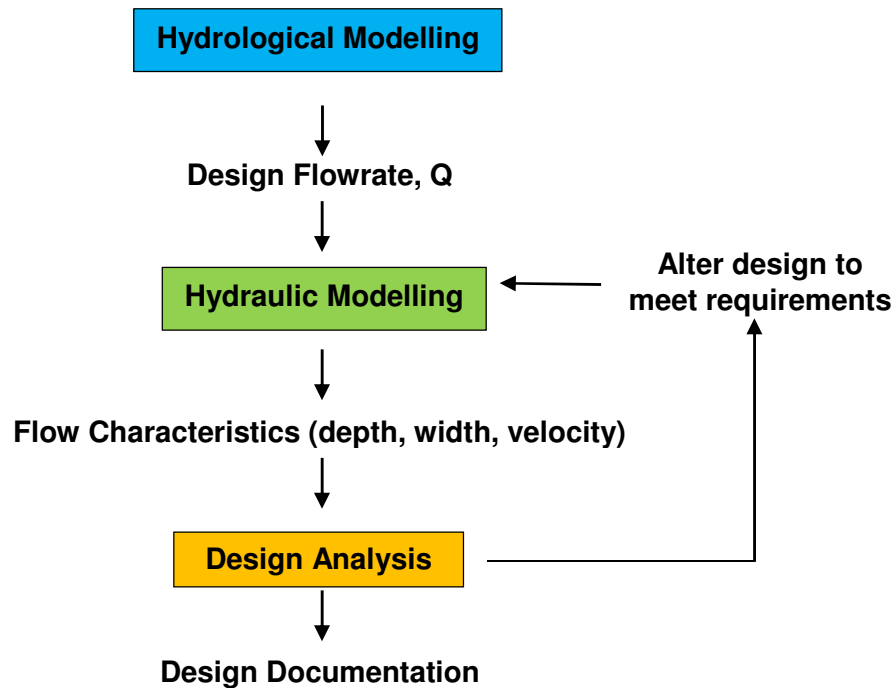 Hydrological Modelling
Design Flowrate, Q
Hydraulic Modelling
Alter design to
meet requirements
Flow Characteristics (depth, width, velocity)
Design Analysis
Design Documentation